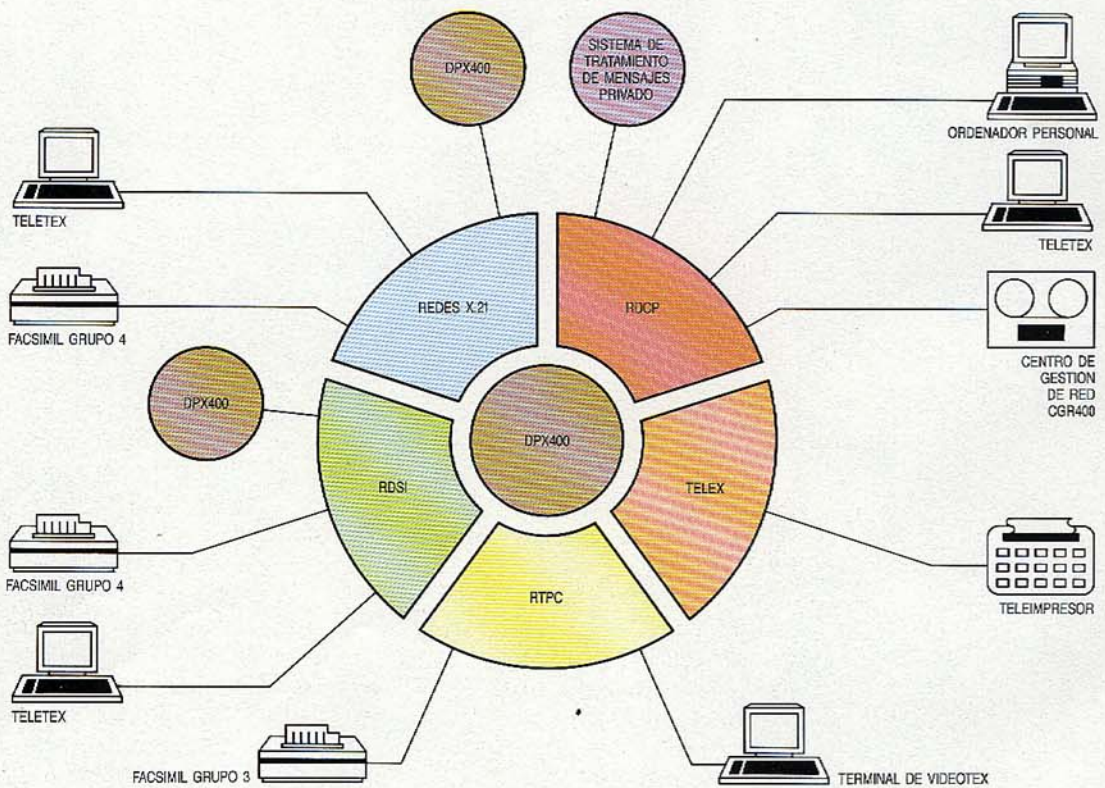 DPX400
SISTEMA DE
TRATAMIENTO
DE MENSAJES
PRIVADO
ORDENADOR PERSONAL
TELETEX
TELETEX
REDES X.21
RDCP
FACSIMIL GRUPO 4
CENTRO DE
GESTION
DE RED
CGR400
DPX400
DPX400
RDSI
TELEX
FACSIMIL GRUPO 4
RTPC
TELEIMPRESOR
TELETEX
FACSIMIL GRUPO 3
TERMINAL DE VIDEOTEX